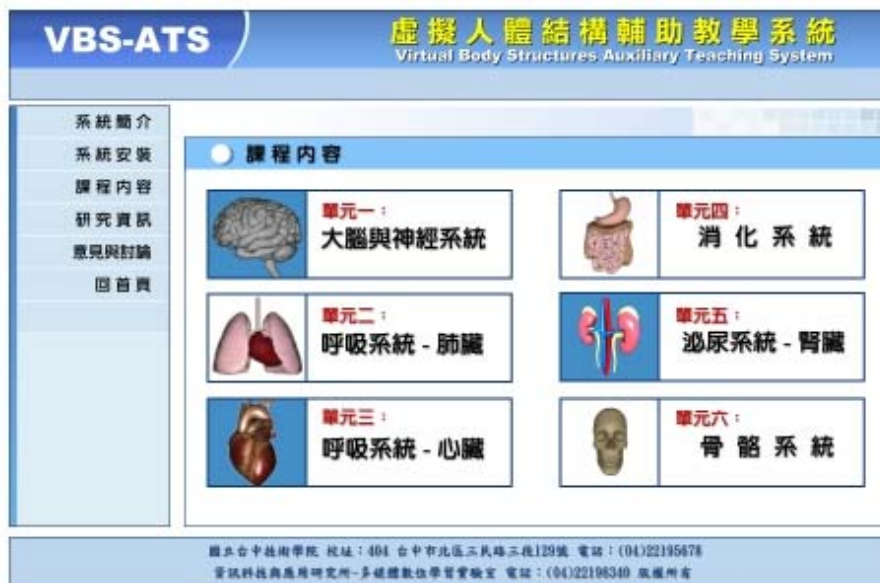 VBS-ATS
虛擬人體結構輔助教學系統
Virtual Body Structures Auxiliary Teaching System
系統簡介
系統安裝
課程內容
研究資訊
意見與討論
回首頁
課程內容
單元一：
大腦與神經系統
單元二：
呼吸系統 - 肺臟
單元三：
呼吸系統 - 心臟
單元四：
消化系統
單元五：
泌尿系統 - 腎臟
單元六：
骨骼系統
國立台中技術學院 校址：404 台中市北區三民路三段129號 電話：(04)22195678
資訊科技與應用研究所-多媒體數位學習實驗室 電話：(04)22196340 版權所有